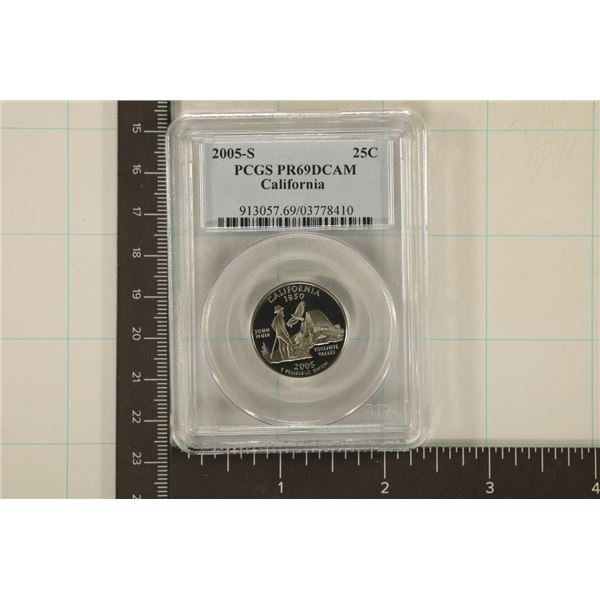 2005-S 25C
PCGS PR69DCAM
California
913057.69/03778410
CALIFORNIA
1850
JOHN
MUIR
YOSEMITE
VALLEY
2005
E PLURIBUS UNUM
15
16
17
18
19
20
21
22
23
1 2 3 4